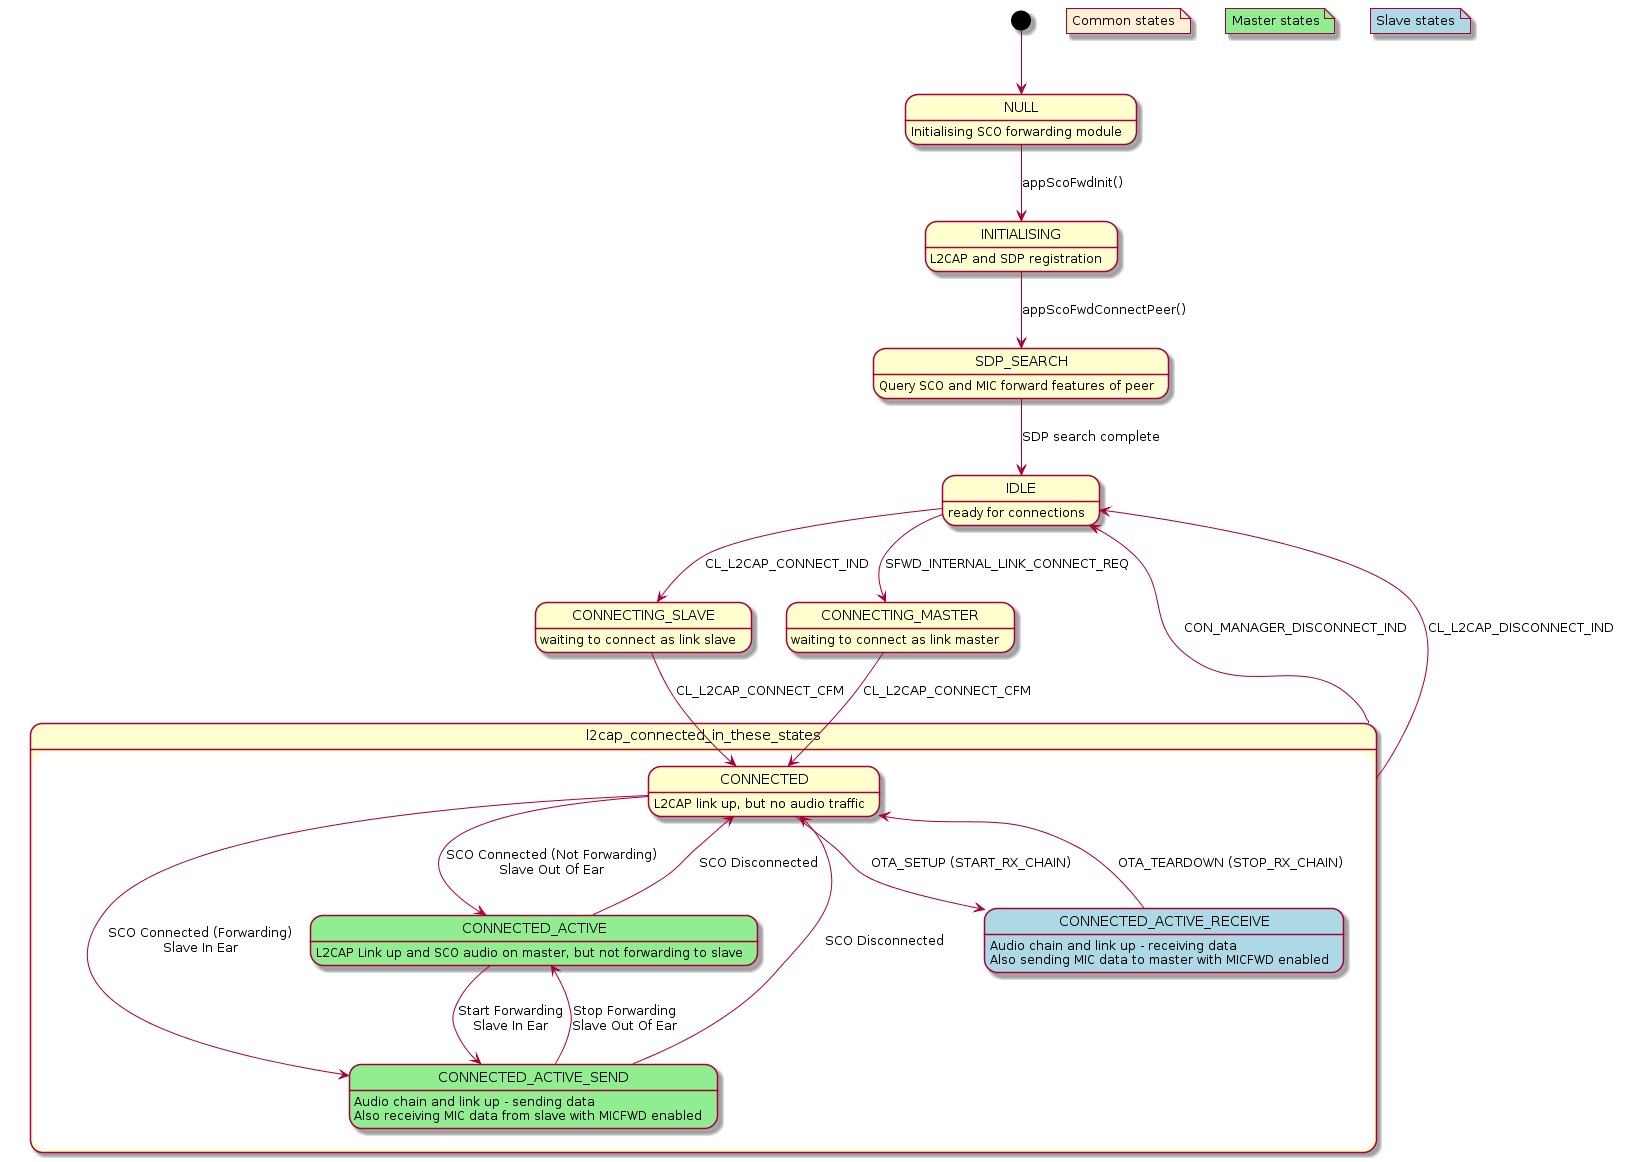 Common states
Master states
Slave states
NULL
Initialising SCO forwarding module
appScoFwdInit()
INITIALISING
L2CAP and SDP registration
appScoFwdConnectPeer()
SDP_SEARCH
Query SCO and MIC forward features of peer
SDP search complete
IDLE
ready for connections
CL_L2CAP_CONNECT_IND
SFWD_INTERNAL_LINK_CONNECT_REQ
CONNECTING_SLAVE
waiting to connect as link slave
CONNECTING_MASTER
waiting to connect as link master
CON_MANAGER_DISCONNECT_IND
CL_L2CAP_DISCONNECT_IND
CL_L2CAP_CONNECT_CFM
CL_L2CAP_CONNECT_CFM
l2cap_connected_in_these_states
CONNECTED
L2CAP link up, but no audio traffic
SCO Connected (Not Forwarding)
Slave Out Of Ear
SCO Disconnected
OTA_SETUP (START_RX_CHAIN)
OTA_TEARDOWN (STOP_RX_CHAIN)
SCO Connected (Forwarding)
Slave In Ear
CONNECTED_ACTIVE
L2CAP Link up and SCO audio on master, but not forwarding to slave
SCO Disconnected
CONNECTED_ACTIVE_RECEIVE
Audio chain and link up - receiving data
Also sending MIC data to master with MICFWD enabled
Start Forwarding
Slave In Ear
Stop Forwarding
Slave Out Of Ear
CONNECTED_ACTIVE_SEND
Audio chain and link up - sending data
Also receiving MIC data from slave with MICFWD enabled